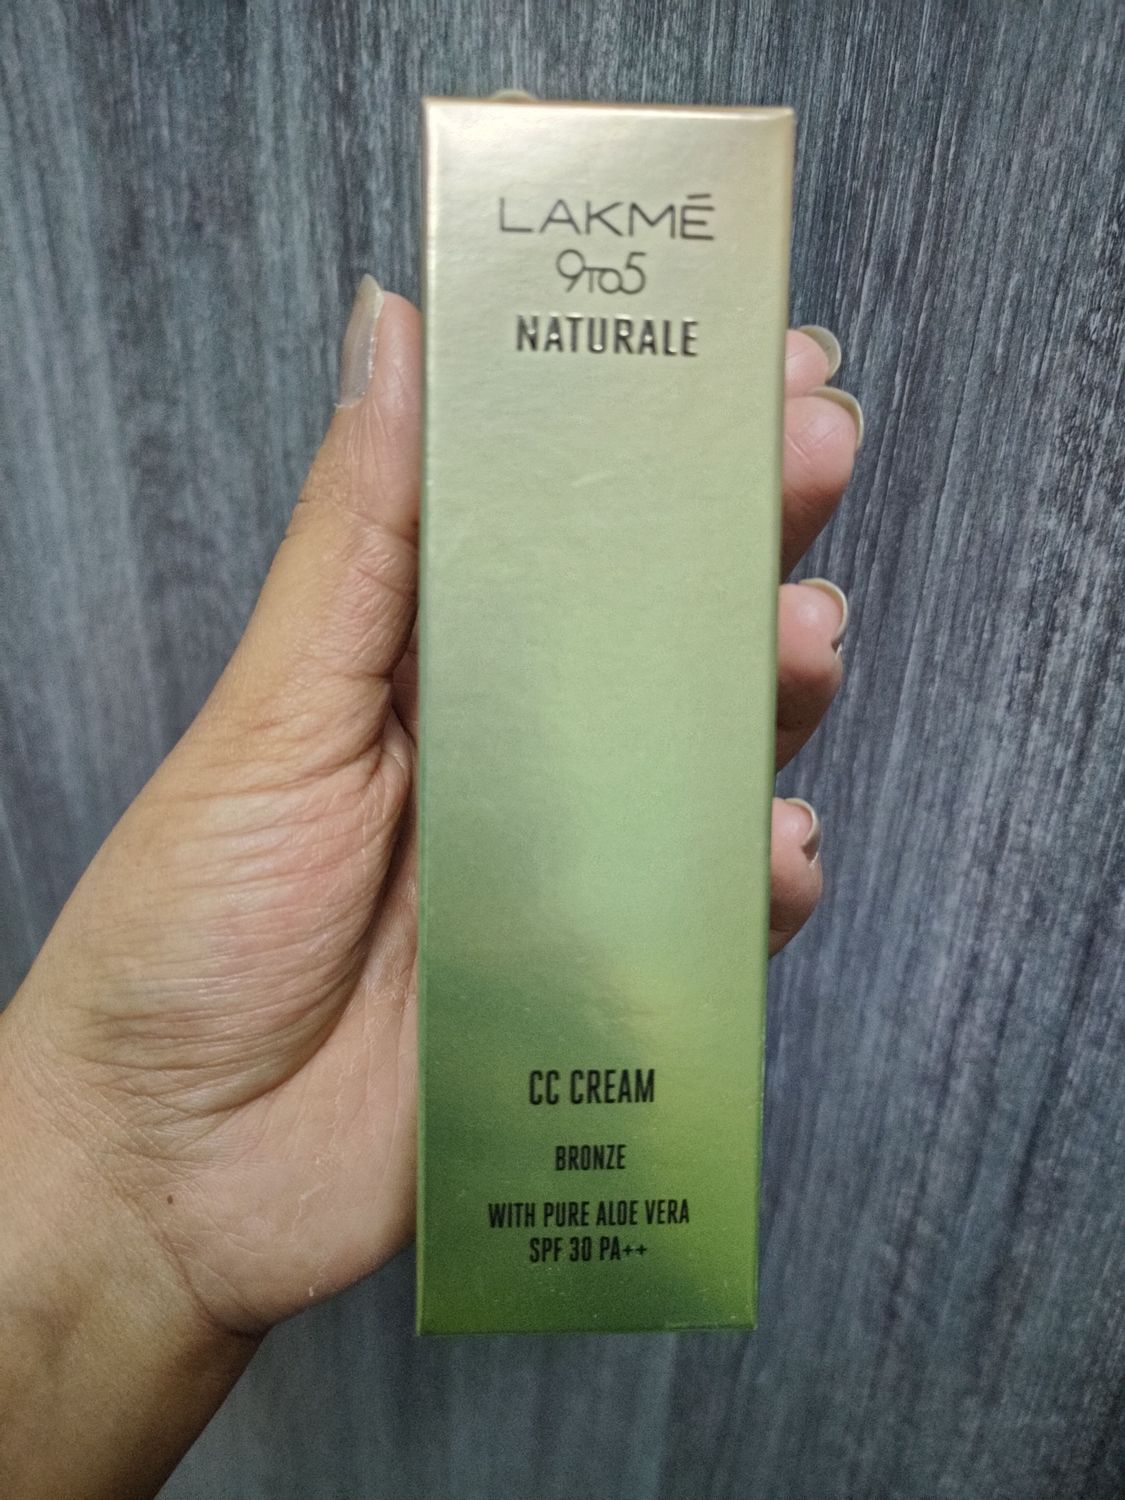 LAKMÉ
9TO5
NATURALE
CC CREAM
BRONZE
WITH PURE ALOE VERA
SPF 30 PA++